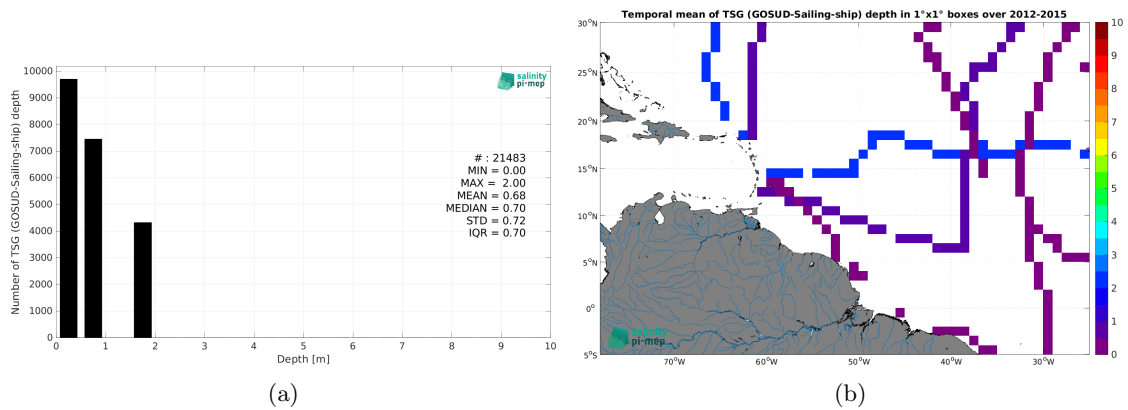 Temporal mean of TSG (GOSUD-Sailing-ship) depth in 1°x1° boxes over 2012-2015
Number of TSG (GOSUD-Sailing-ship) depth
10000
9000
8000
7000
6000
5000
4000
3000
2000
1000
0
0 1 2 3 4 5 6 7 8 9 10
Depth [m]
salinity
pi-mep
# : 21483
MIN = 0.00
MAX = 2.00
MEAN = 0.68
MEDIAN = 0.70
STD = 0.72
IQR = 0.70
(a)
30°N
25°N
20°N
15°N
10°N
5°N
0°
5°S
70°W 60°W 50°W 40°W 30°W
salinity
pi-mep
10
9
8
7
6
5
4
3
2
1
0
(b)